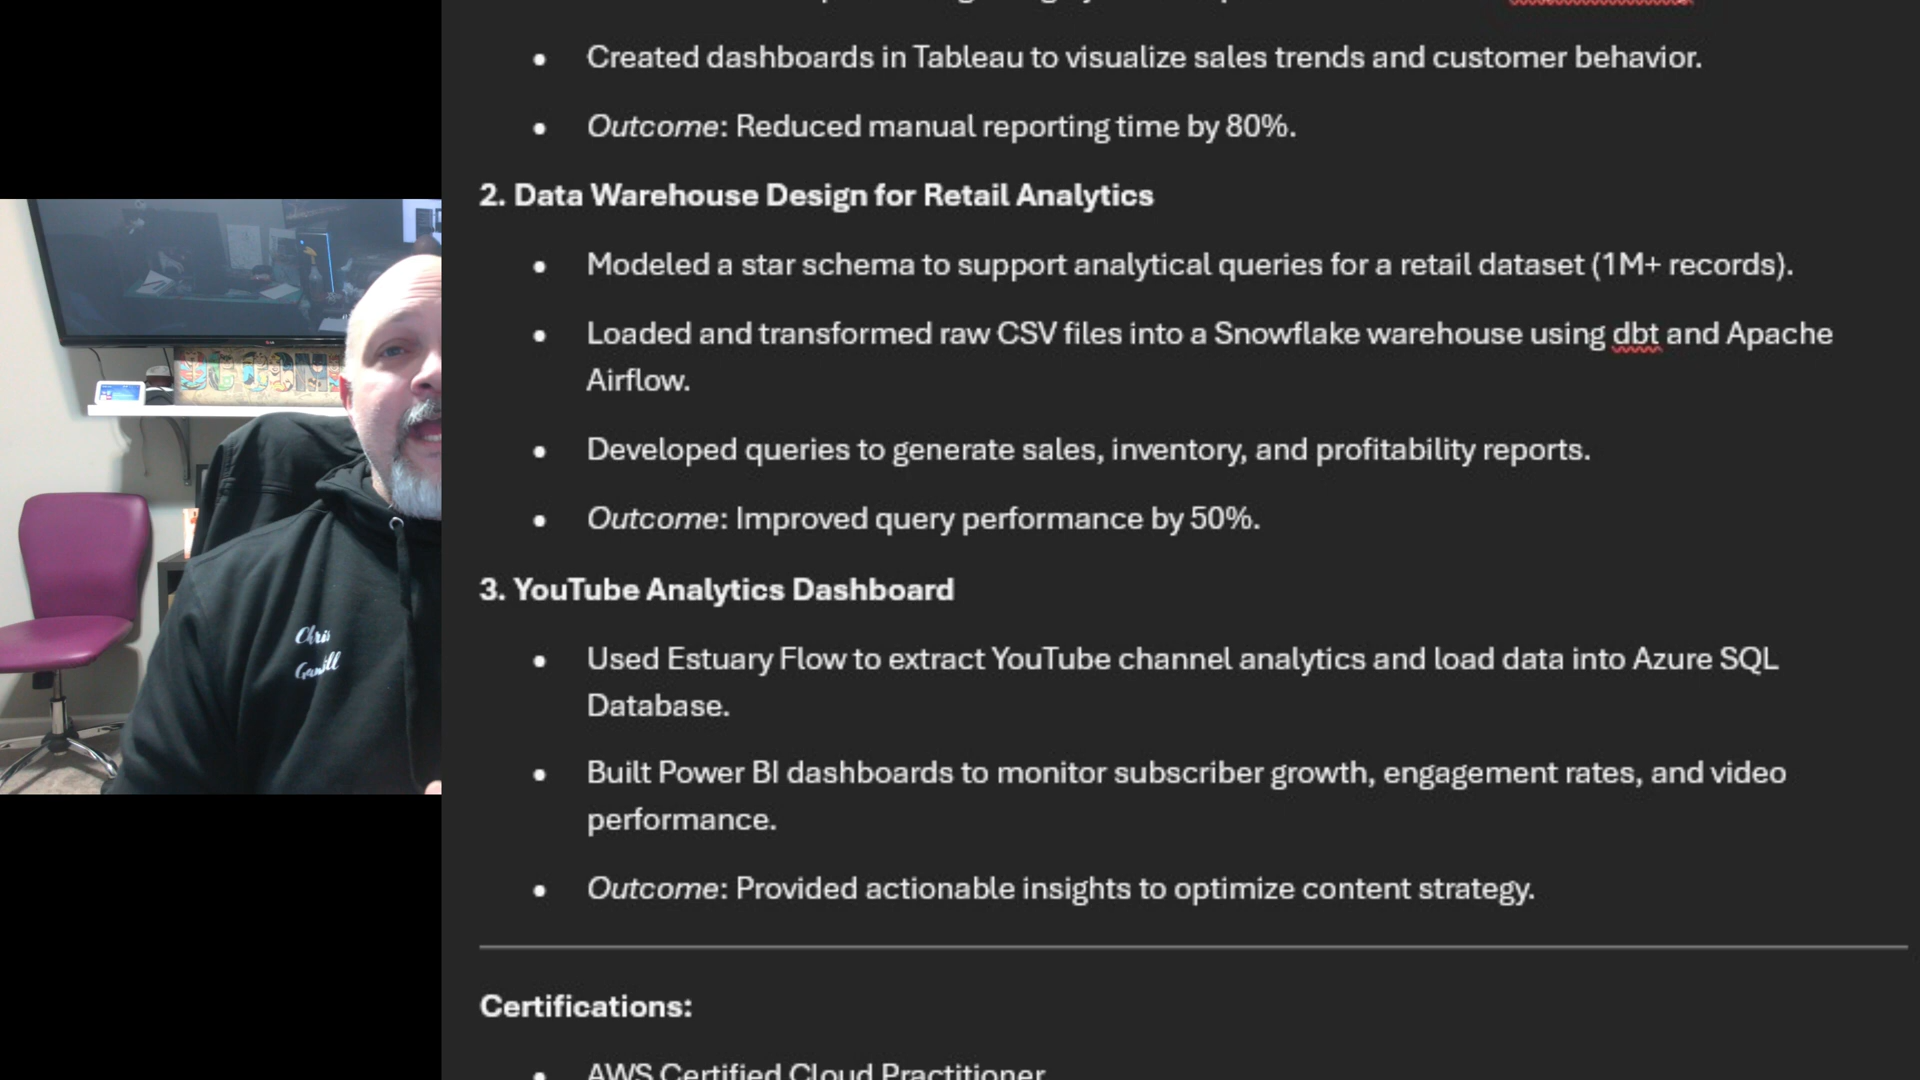 Created dashboards in Tableau to visualize sales trends and customer behavior.
Outcome: Reduced manual reporting time by 80%.
2. Data Warehouse Design for Retail Analytics
Modeled a star schema to support analytical queries for a retail dataset (1M+ records).
Loaded and transformed raw CSV files into a Snowflake warehouse using dbt and Apache
Airflow.
Developed queries to generate sales, inventory, and profitability reports.
Outcome: Improved query performance by 50%.
3. YouTube Analytics Dashboard
Used Estuary Flow to extract YouTube channel analytics and load data into Azure SQL
Database.
Built Power BI dashboards to monitor subscriber growth, engagement rates, and video
performance.
Outcome: Provided actionable insights to optimize content strategy.
Certifications:
AWS Certified Cloud Practitioner
Chris
Gambill